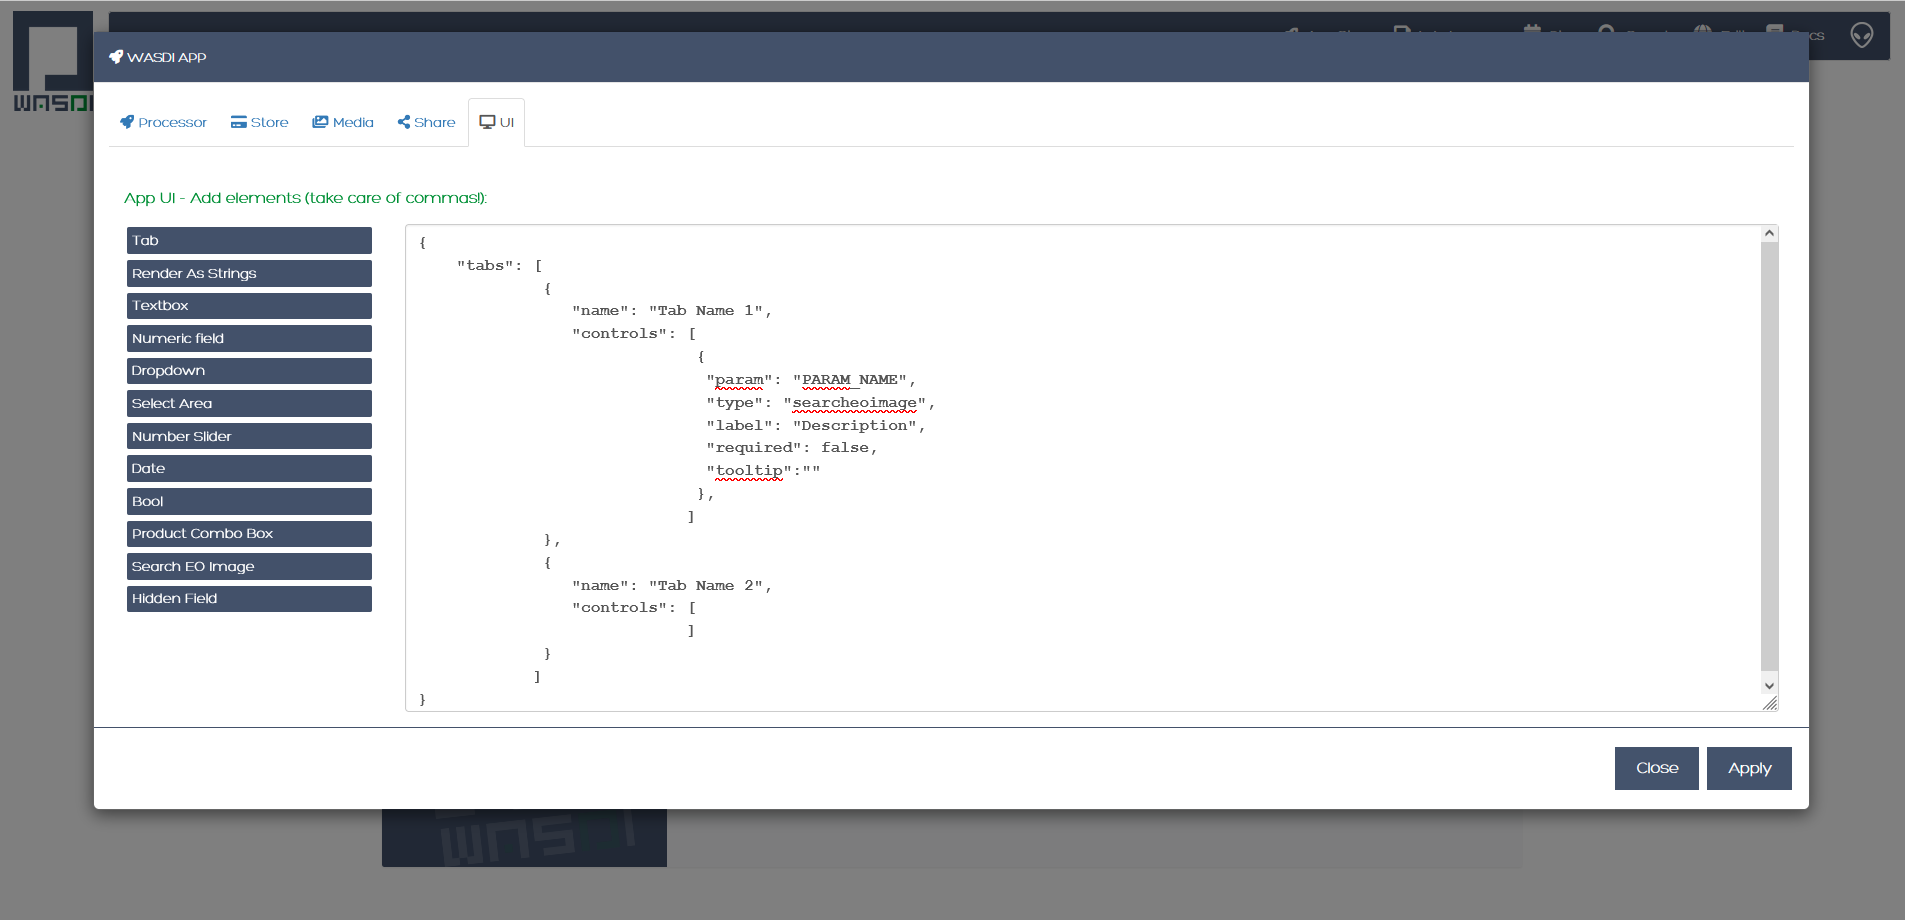 WASDI
WASDI APP
Processor Store Media Share UI
App UI - Add elements (take care of commas!):
Tab
Render As Strings
Textbox
Numeric field
Dropdown
Select Area
Number Slider
Date
Bool
Product Combo Box
Search EO Image
Hidden Field
{
"tabs": [
{
"name": "Tab Name 1",
"controls": [
{
"param": "PARAM_NAME",
"type": "searcheoimage",
"label": "Description",
"required": false,
"tooltip":""
},
]
},
{
"name": "Tab Name 2",
"controls": [
]
}
]
}
Close Apply
WASDI